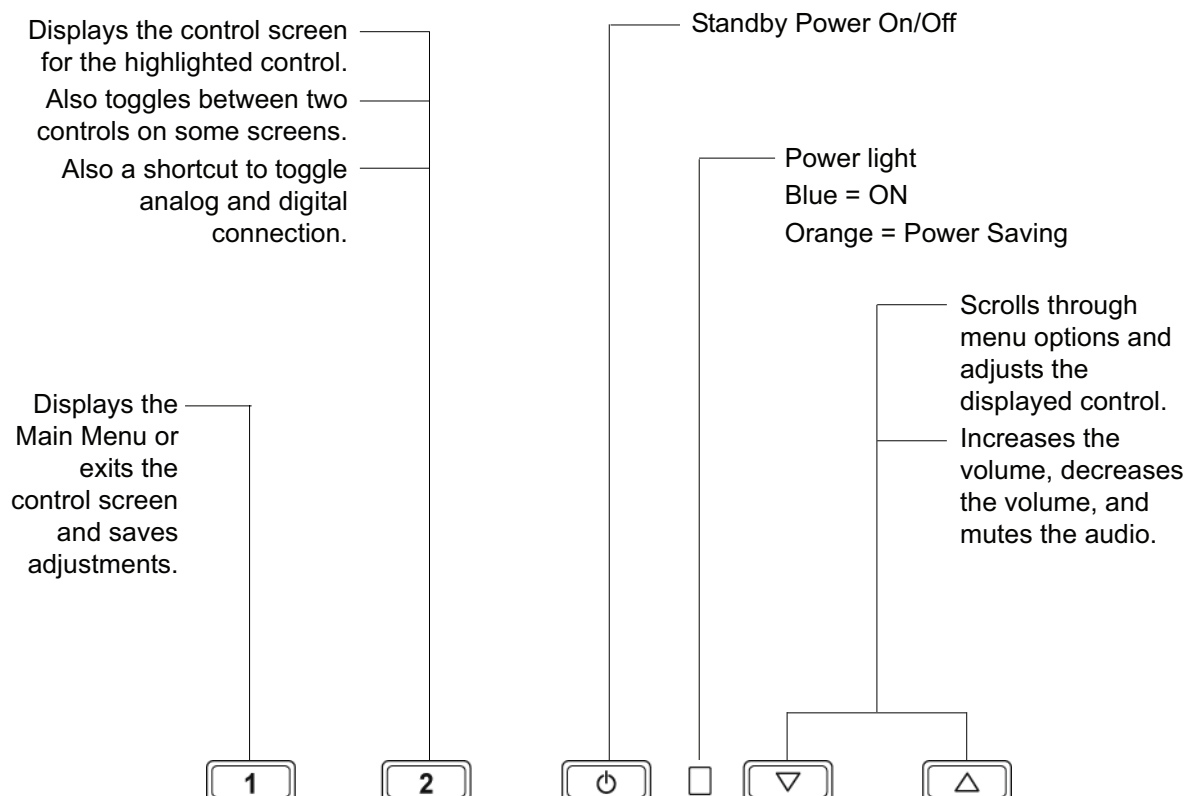 Displays the control screen
for the highlighted control.
Also toggles between two
controls on some screens.
Also a shortcut to toggle
analog and digital
connection.
Standby Power On/Off
Power light
Blue = ON
Orange = Power Saving
Scrolls through
menu options and
adjusts the
displayed control.
Increases the
volume, decreases
the volume, and
mutes the audio.
Displays the
Main Menu or
exits the
control screen
and saves
adjustments.
1
2